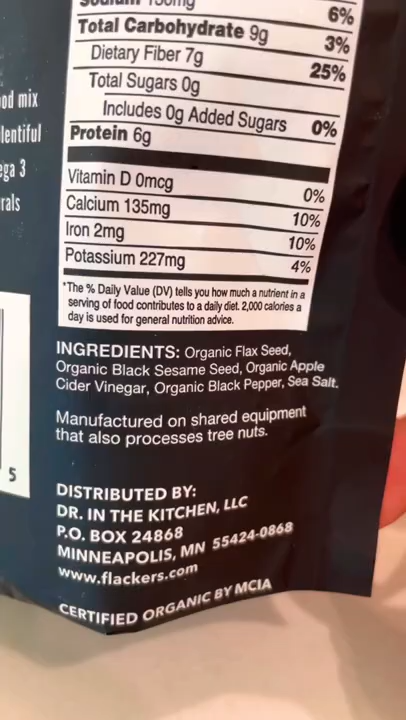 Sodium 150mg 6%
Total Carbohydrate 9g 3%
Dietary Fiber 7g 25%
Total Sugars 0g
Includes 0g Added Sugars 0%
Protein 6g
Vitamin D 0mcg 0%
Calcium 135mg 10%
Iron 2mg 10%
Potassium 227mg 4%
*The % Daily Value (DV) tells you how much a nutrient in a
serving of food contributes to a daily diet. 2,000 calories a
day is used for general nutrition advice.
mix
lentiful
ega 3
rals
5
INGREDIENTS: Organic Flax Seed,
Organic Black Sesame Seed, Organic Apple
Cider Vinegar, Organic Black Pepper, Sea Salt.
Manufactured on shared equipment
that also processes tree nuts.
DISTRIBUTED BY:
DR. IN THE KITCHEN, LLC
P.O. BOX 24868
MINNEAPOLIS, MN 55424-0868
www.flackers.com
CERTIFIED ORGANIC BY MCIA